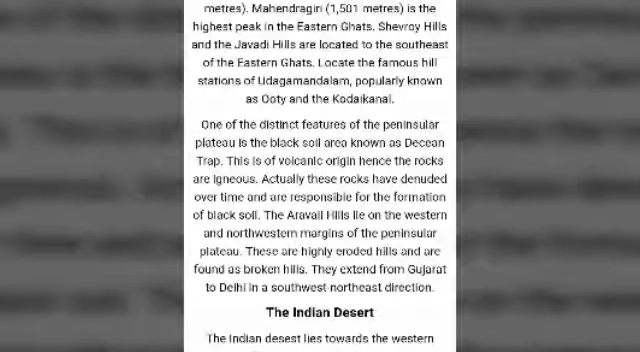 metres). Mahendragiri (1,501 metres) is the
highest peak in the Eastern Ghats. Shevroy Hills
and the Javadi Hills are located to the southeast
of the Eastern Ghats. Locate the famous hill
stations of Udagamandalam, popularly known
as Ooty and the Kodaikanal.
One of the distinct features of the peninsular
plateau is the black soil area known as Decean
Trap. This is of volcanic origin hence the rocks
are igneous. Actually these rocks have denuded
over time and are responsible for the formation
of black soil. The Aravali Hills lie on the western
and northwestern margins of the peninsular
plateau. These are highly eroded hills and are
found as broken hills. They extend from Gujarat
to Delhi in a southwest-northeast direction.
The Indian Desert
The Indian desest lies towards the western